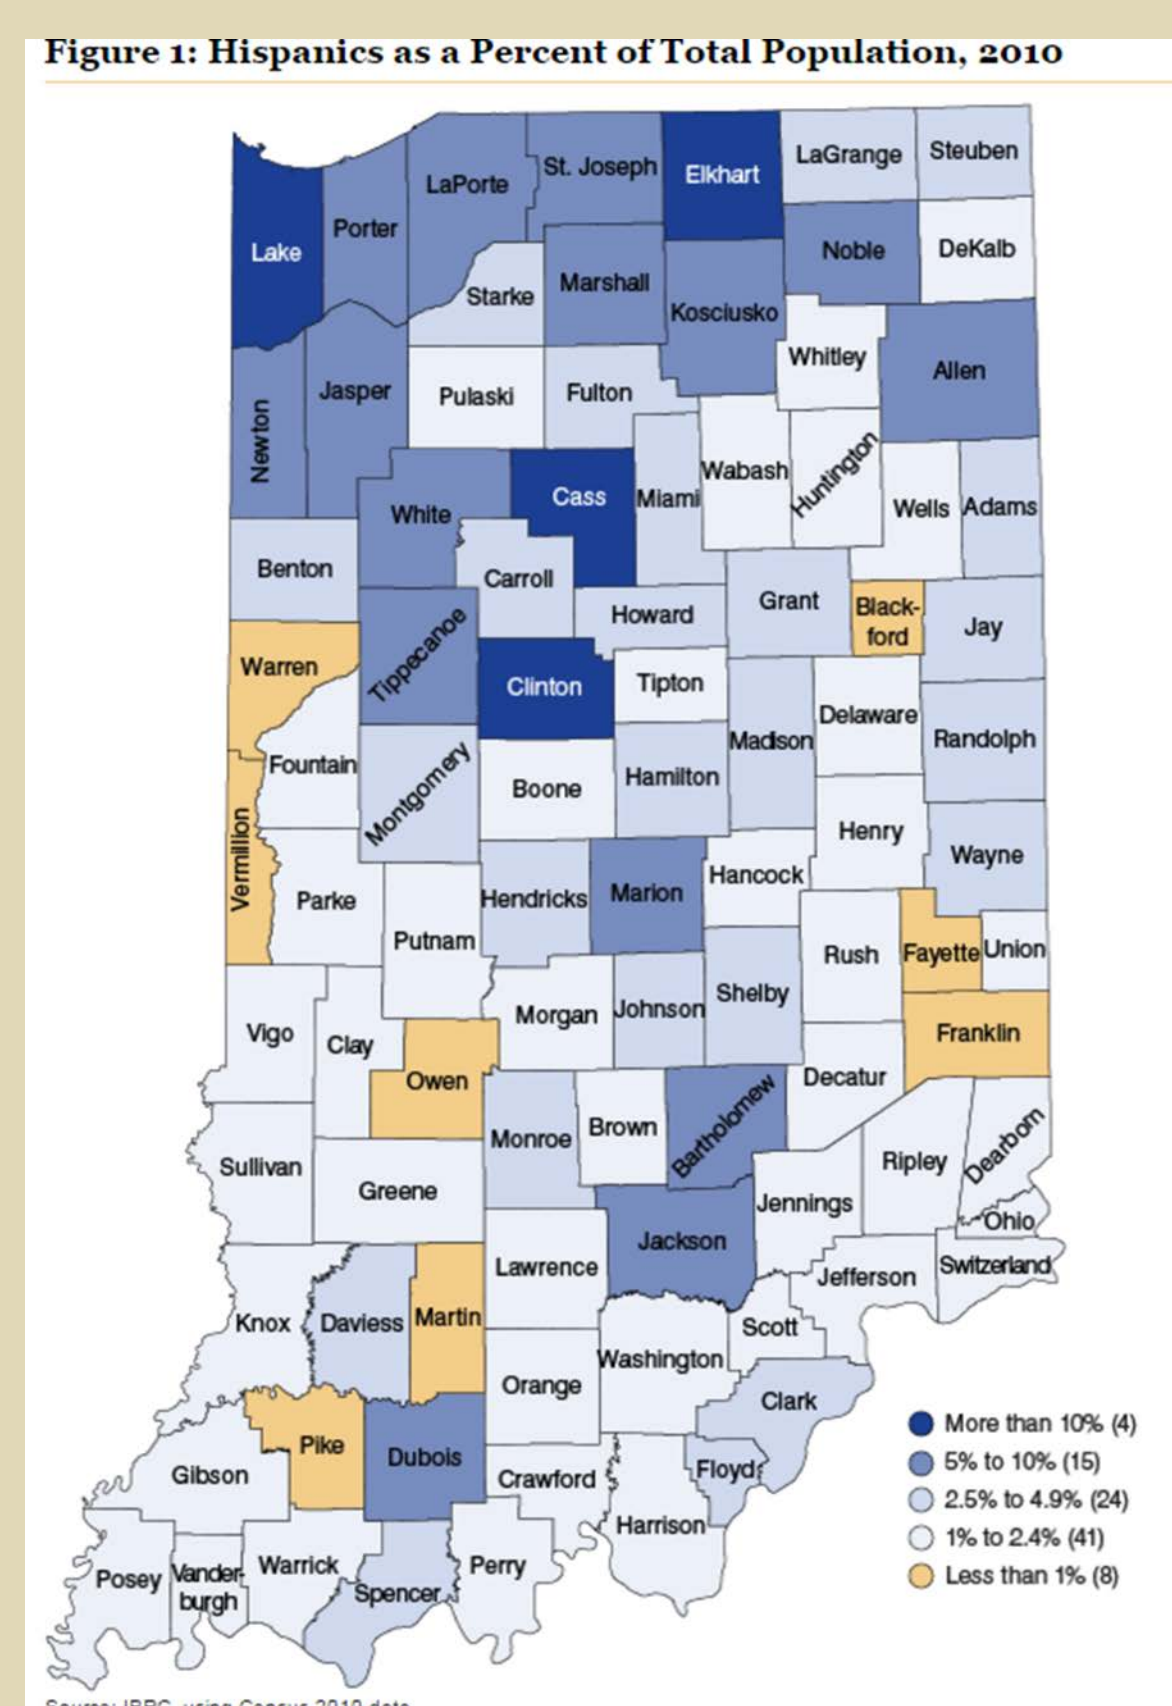 Figure 1: Hispanics as a Percent of Total Population, 2010
LaGrange
Steuben
St. Joseph
Elkhart
LaPorte
Porter
Lake
Noble
DeKalb
Marshall
Starke
Kosciusko
Whitley
Allen
Jasper
Pulaski
Fulton
Newton
Wabash
Huntington
Cass
Miami
White
Wells
Adams
Benton
Carroll
Howard
Grant
Black-
ford
Jay
Warren
Tippecanoe
Clinton
Tipton
Delaware
Madison
Randolph
Fountain
Montgomery
Boone
Hamilton
Henry
Wayne
Vermillion
Parke
Hendricks
Marion
Hancock
Putnam
Rush
Fayette
Union
Vigo
Clay
Morgan
Johnson
Shelby
Franklin
Owen
Decatur
Monroe
Brown
Bartholomew
Dearborn
Sullivan
Greene
Ripley
Jennings
Ohio
Jackson
Lawrence
Jefferson
Switzerland
Knox
Daviess
Martin
Scott
Washington
Orange
Clark
Pike
Dubois
Gibson
Crawford
Floyd
Harrison
Posey
Vander-
burgh
Warrick
Spencer
Perry
More than 10% (4)
5% to 10% (15)
2.5% to 4.9% (24)
1% to 2.4% (41)
Less than 1% (8)
Source: IBRC, using Census 2010 data